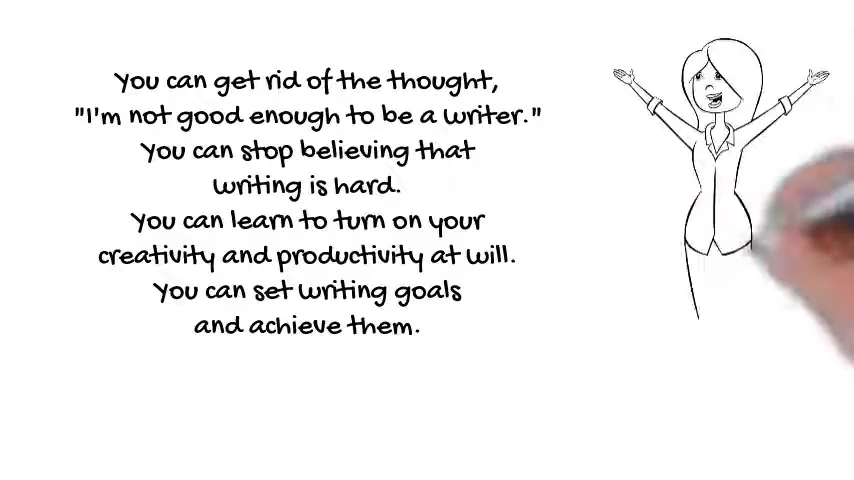 You can get rid of the thought,
"I'm not good enough to be a writer."
You can stop believing that
writing is hard.
You can learn to turn on your
creativity and productivity at will.
You can set writing goals
and achieve them.